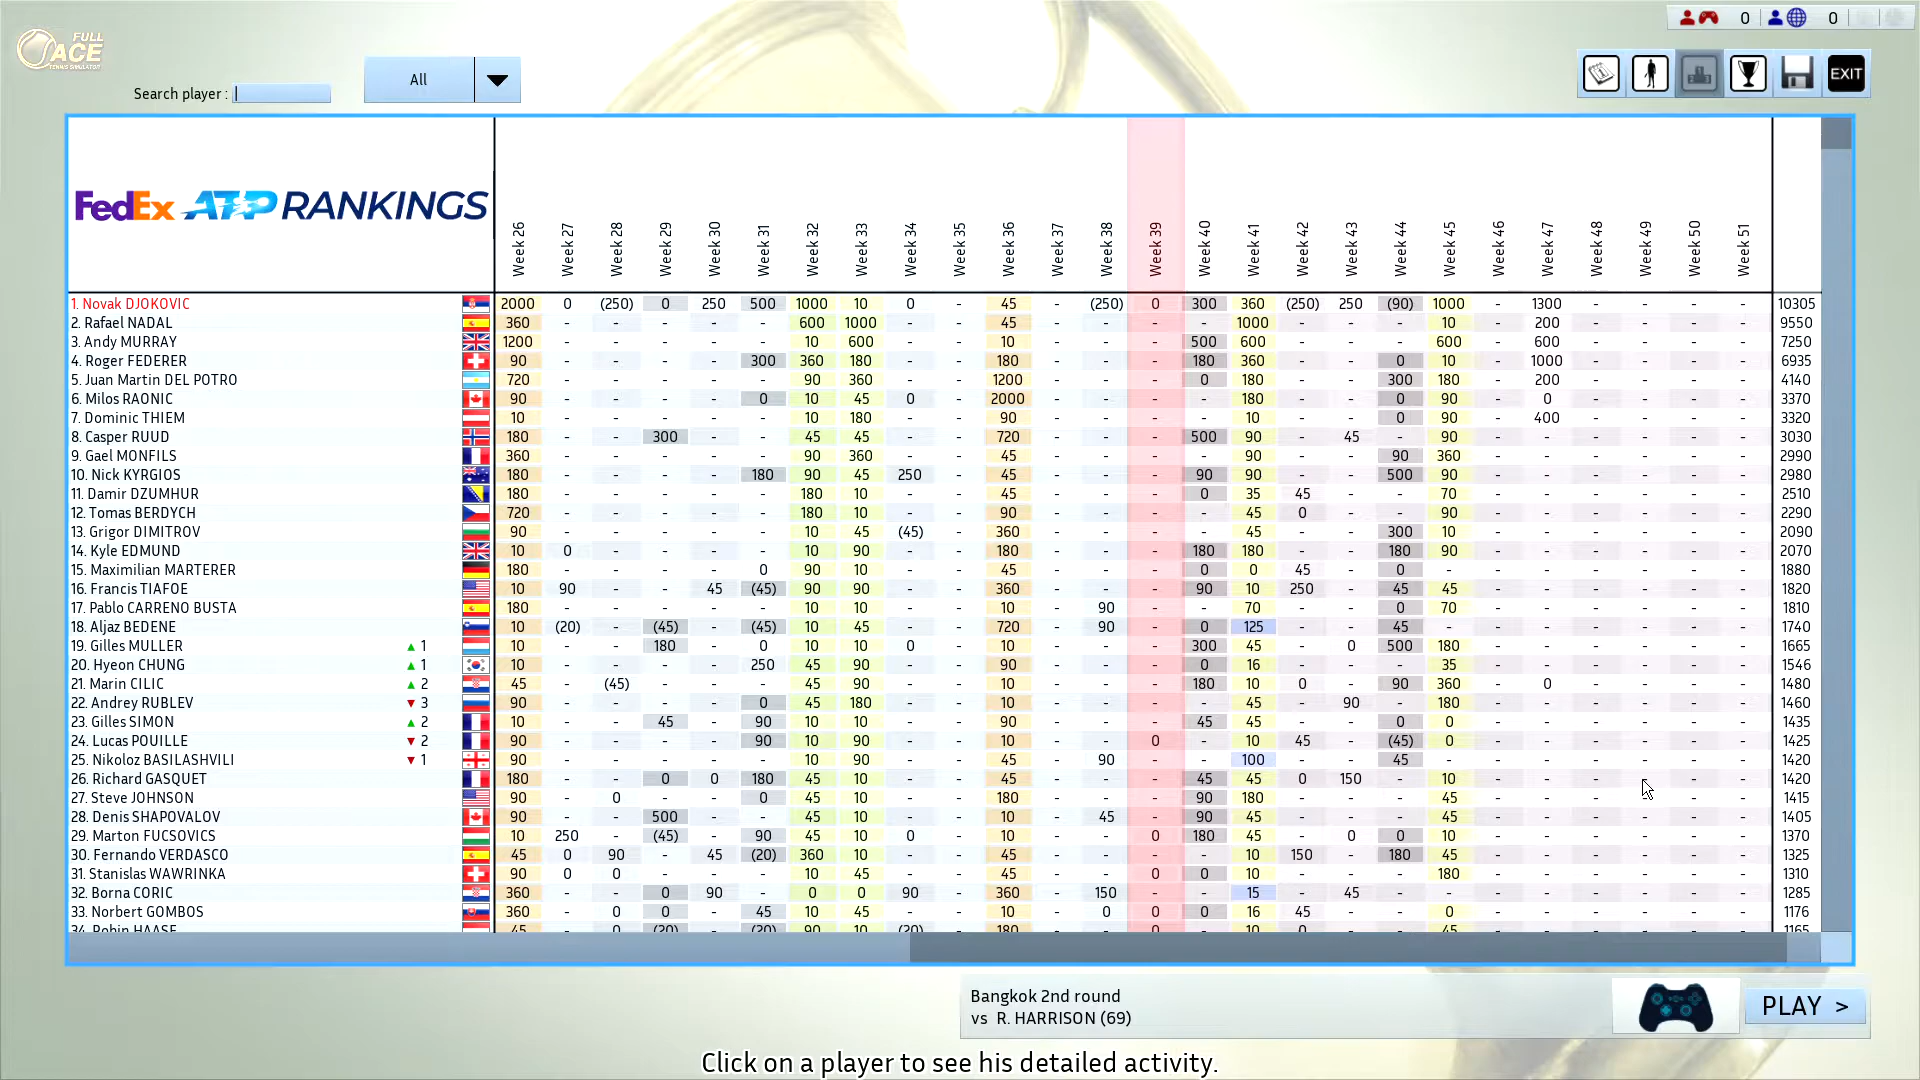 FULL
ACE
TENNIS SIMULATOR
0 0
Search player :
All
EXIT
FedEx ATP RANKINGS
Week 26 Week 27 Week 28 Week 29 Week 30 Week 31 Week 32 Week 33 Week 34 Week 35 Week 36 Week 37 Week 38 Week 39 Week 40 Week 41 Week 42 Week 43 Week 44 Week 45 Week 46 Week 47 Week 48 Week 49 Week 50 Week 51
1. Novak DJOKOVIC 2000 0 (250) 0 250 500 1000 10 0 - 45 - (250) 0 300 360 (250) 250 (90) 1000 - 1300 - - - - 10305
2. Rafael NADAL 360 - - - - - 600 1000 - - 45 - - - - 1000 - - - 10 - 200 - - - - 9550
3. Andy MURRAY 1200 - - - - - 10 600 - - 10 - - - 500 600 - - - 600 - 600 - - - - 7250
4. Roger FEDERER 90 - - - - 300 360 180 - - 180 - - - 180 360 - - 0 10 - 1000 - - - - 6935
5. Juan Martin DEL POTRO 720 - - - - - 90 360 - - 1200 - - - 0 180 - - 300 180 - 200 - - - - 4140
6. Milos RAONIC 90 - - - - 0 10 45 0 - 2000 - - - - 180 - - 0 90 - 0 - - - - 3370
7. Dominic THIEM 10 - - - - - 10 180 - - 90 - - - - 10 - - 0 90 - 400 - - - - 3320
8. Casper RUUD 180 - - 300 - - 45 45 - - 720 - - - 500 90 - 45 - 90 - - - - - - 3030
9. Gael MONFILS 360 - - - - - 90 360 - - 45 - - - - 90 - - 90 360 - - - - - - 2990
10. Nick KYRGIOS 180 - - - - 180 90 45 250 - 45 - - - 90 90 - - 500 90 - - - - - - 2980
11. Damir DZUMHUR 180 - - - - - 180 10 - - 45 - - - 0 35 45 - - 70 - - - - - - 2510
12. Tomas BERDYCH 720 - - - - - 180 10 - - 90 - - - - 45 0 - - 90 - - - - - - 2290
13. Grigor DIMITROV 90 - - - - - 10 45 (45) - 360 - - - - 45 - - 300 10 - - - - - - 2090
14. Kyle EDMUND 10 0 - - - - 10 90 - - 180 - - - 180 180 - - 180 90 - - - - - - 2070
15. Maximilian MARTERER 180 - - - - 0 90 10 - - 45 - - - 0 0 45 - 0 - - - - - - - 1880
16. Francis TIAFOE 10 90 - - 45 (45) 90 90 - - 360 - - - 90 10 250 - 45 45 - - - - - - 1820
17. Pablo CARRENO BUSTA 180 - - - - - 10 10 - - 10 - 90 - - 70 - - 0 70 - - - - - - 1810
18. Aljaz BEDENE 10 (20) - (45) - (45) 10 45 - - 720 - 90 - 0 125 - - 45 - - - - - - - 1740
19. Gilles MULLER 1 10 - - 180 - 0 10 10 0 - 10 - - - 300 45 - 0 500 180 - - - - - - 1665
20. Hyeon CHUNG 1 10 - - - - 250 45 90 - - 90 - - - 0 16 - - - 35 - - - - - - 1546
21. Marin CILIC 2 45 - (45) - - - 45 90 - - 10 - - - 180 10 0 - 90 360 - 0 - - - - 1480
22. Andrey RUBLEV 3 90 - - - - 0 45 180 - - 10 - - - - 45 - 90 - 180 - - - - - - 1460
23. Gilles SIMON 2 10 - - 45 - 90 10 10 - - 90 - - - 45 45 - - 0 0 - - - - - - 1435
24. Lucas POUILLE 2 90 - - - - 90 10 90 - - 10 - - 0 - 10 45 - (45) 0 - - - - - - 1425
25. Nikoloz BASILASHVILI 1 90 - - - - - 10 90 - - 45 - 90 - - 100 - - 45 - - - - - - - 1420
26. Richard GASQUET 180 - - 0 0 180 45 10 - - 45 - - - 45 45 0 150 - 10 - - - - - - 1420
27. Steve JOHNSON 90 - 0 - - 0 45 10 - - 180 - - - 90 180 - - - 45 - - - - - - 1415
28. Denis SHAPOVALOV 90 - - 500 - - 45 10 - - 10 - 45 - 90 45 - - - 45 - - - - - - 1405
29. Marton FUCSOVICS 10 250 - (45) - 90 45 10 0 - 10 - - 0 180 45 - 0 0 10 - - - - - - 1370
30. Fernando VERDASCO 45 0 90 - 45 (20) 360 10 - - 45 - - - - 10 150 - 180 45 - - - - - - 1325
31. Stanislas WAWRINKA 90 0 0 - - - 10 45 - - 45 - - 0 0 10 - - - 180 - - - - - - 1310
32. Borna CORIC 360 - - 0 90 - 0 0 90 - 360 - 150 - - 15 - 45 - - - - - - - - 1285
33. Norbert GOMBOS 360 - 0 0 - 45 10 45 - - 10 - 0 0 0 16 45 - - 0 - - - - - - 1176
34. Robin HAASE 45 - 0 (20) - (20) 90 10 (20) - 180 - - 0 - 10 0 - - 45 - - - - - - 1165
Bangkok 2nd round
vs R. HARRISON (69)
PLAY >
Click on a player to see his detailed activity.